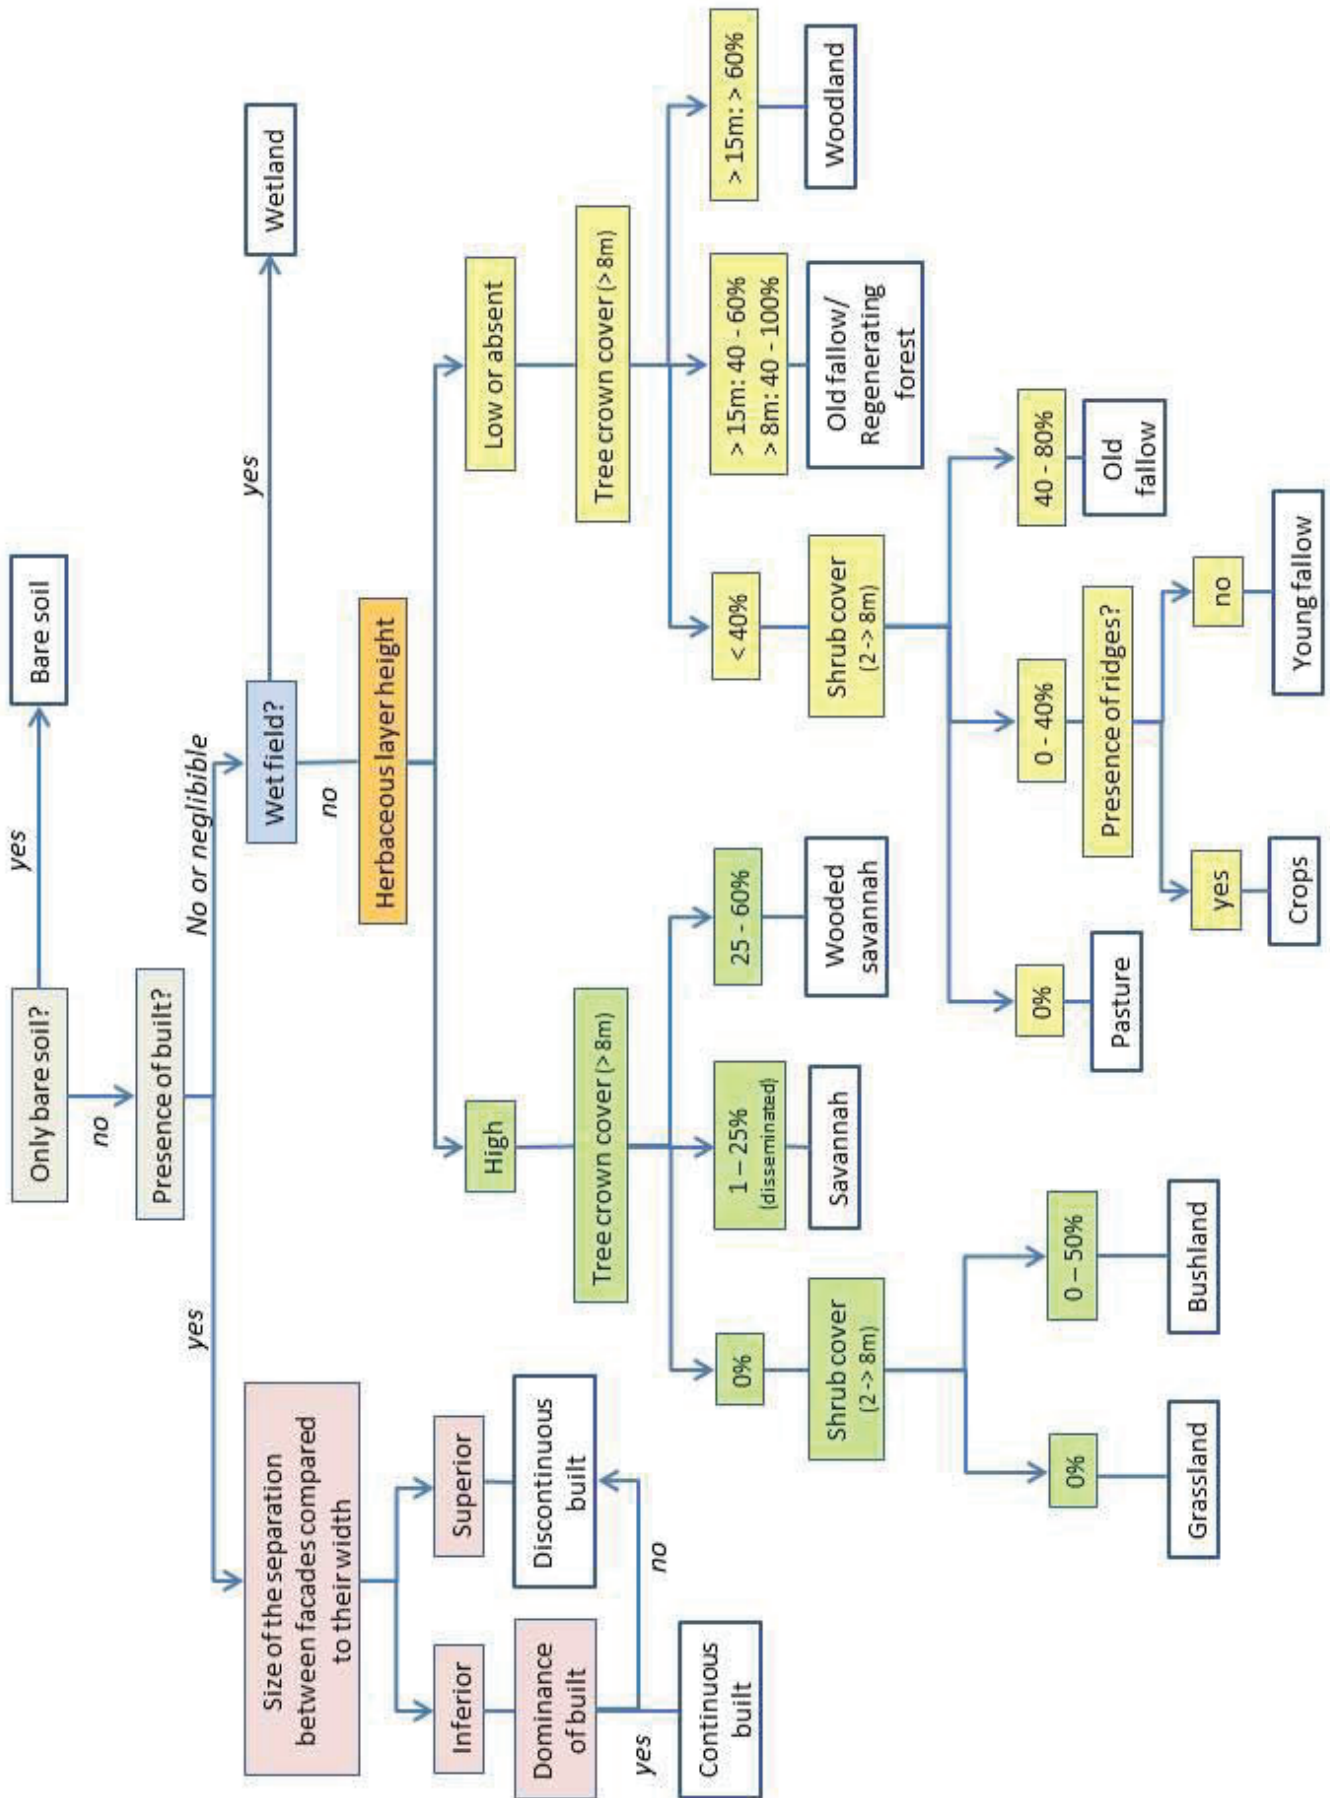 Only bare soil?
yes
Bare soil
no
Presence of built?
yes
No or neglibible
Size of the separation
between facades compared
to their width
Wet field?
yes
Wetland
no
Herbaceous layer height
Inferior
Superior
High
Low or absent
Dominance
of built
Discontinuous
built
yes
no
Continuous
built
Tree crown cover (> 8m)
Tree crown cover (> 8m)
0%
1 – 25%
(disseminated)
25 - 60%
< 40%
> 15m: 40 - 60%
> 8m: 40 - 100%
> 15m: > 60%
Shrub cover
(2 -> 8m)
Savannah
Wooded
savannah
Shrub cover
(2-> 8m)
Old fallow/
Regenerating
forest
Woodland
0%
0 – 50%
0%
0 - 40%
40 - 80%
Grassland
Bushland
Pasture
Presence of ridges?
Old
fallow
yes
no
Crops
Young fallow